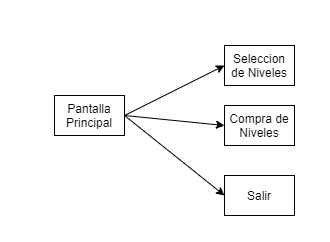 Seleccion
de Niveles
Pantalla
Principal
Compra de
Niveles
Salir